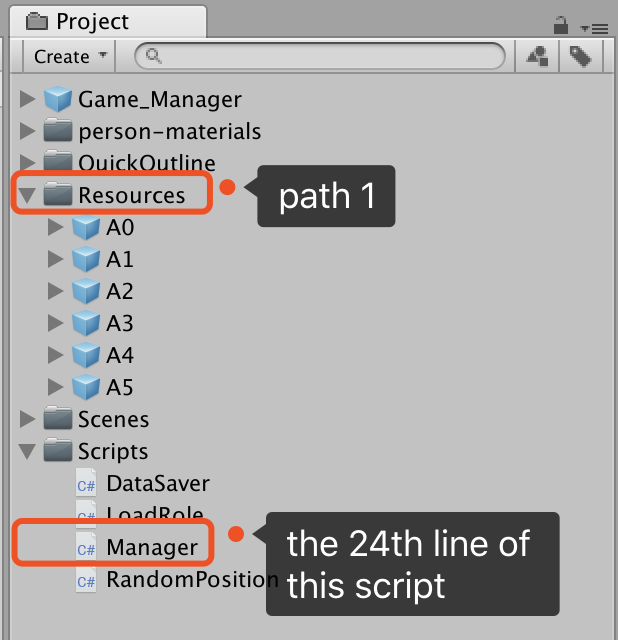 Project
Create
Game_Manager
person-materials
QuickOutline
Resources
path 1
A0
A1
A2
A3
A4
A5
Scenes
Scripts
C# DataSaver
C# LoadRole
C# Manager
the 24th line of
this script
C# RandomPosition